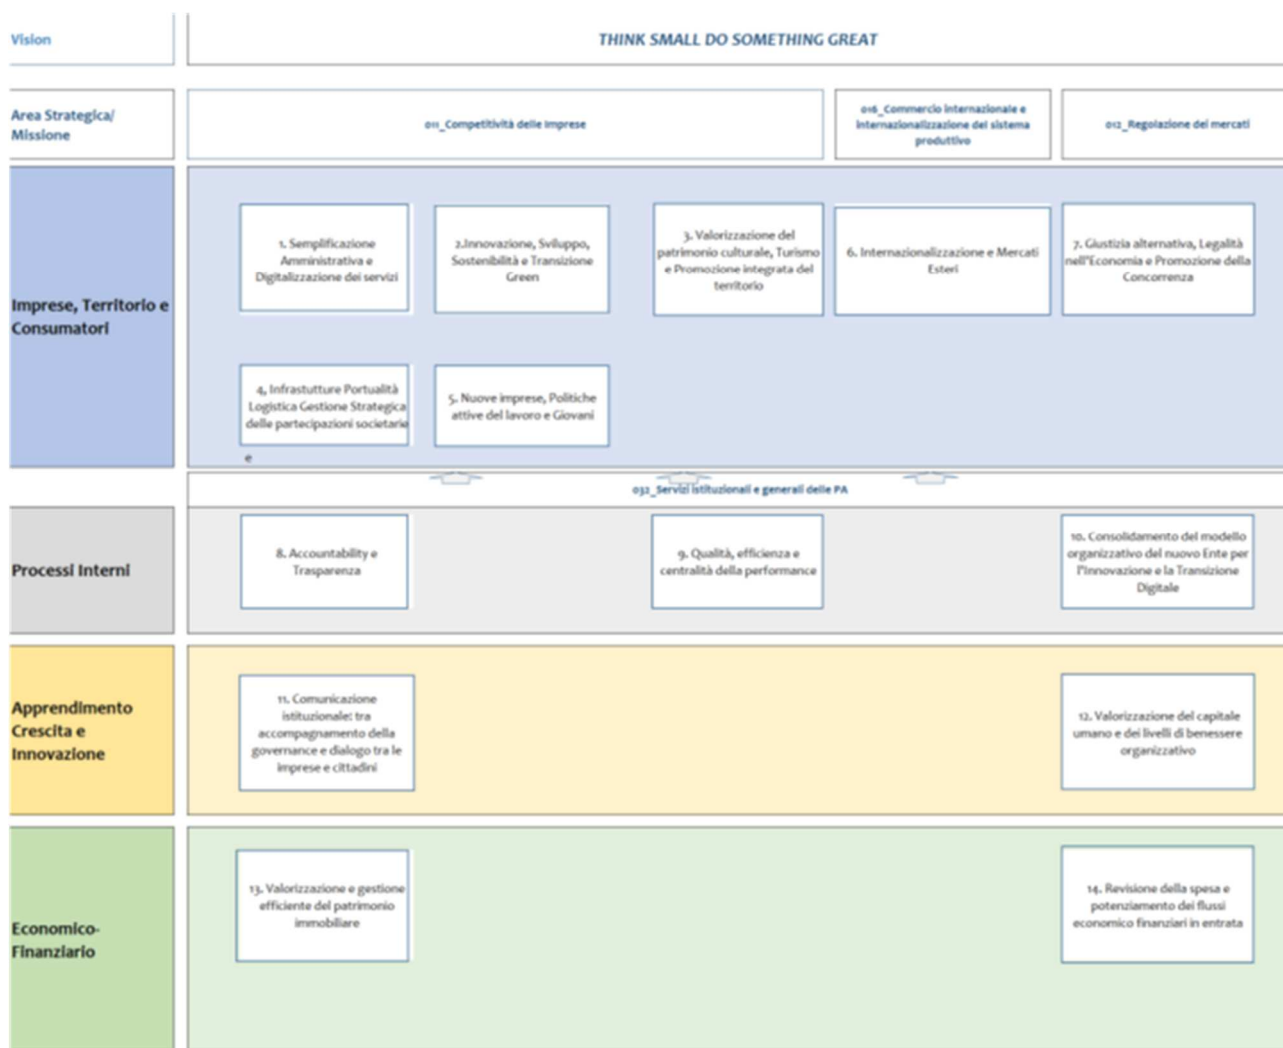 Vision
THINK SMALL DO SOMETHING GREAT
Area Strategica/
Missione
011_Competitività delle Imprese
016_Commercio internazionale e
internazionalizzazione del sistema
produttivo
012_Regolazione dei mercati
Imprese, Territorio e
Consumatori
1. Semplificazione
Amministrativa e
Digitalizzazione dei servizi
2.Innovazione, Sviluppo,
Sostenibilità e Transizione
Green
3. Valorizzazione del
patrimonio culturale, Turismo
e Promozione integrata del
territorio
6. Internazionalizzazione e Mercati
Esteri
7. Giustizia alternativa, Legalità
nell'Economia e Promozione della
Concorrenza
4, Infrastutture Portualità
Logistica Gestione Strategica
delle partecipazioni societarie
e
5. Nuove imprese, Politiche
attive del lavoro e Giovani
032_Servizi istituzionali e generali delle PA
Processi Interni
8. Accountability e
Trasparenza
9. Qualità, efficienza e
centralità della performance
10. Consolidamento del modello
organizzativo del nuovo Ente per
l'Innovazione e la Transizione
Digitale
Apprendimento
Crescita e
Innovazione
11. Comunicazione
istituzionale: tra
accompagnamento della
governance e dialogo tra le
imprese e cittadini
12. Valorizzazione del capitale
umano e dei livelli di benessere
organizzativo
Economico-
Finanziario
13. Valorizzazione e gestione
efficiente del patrimonio
immobiliare
14. Revisione della spesa e
potenziamento dei flussi
economico finanziari in entrata